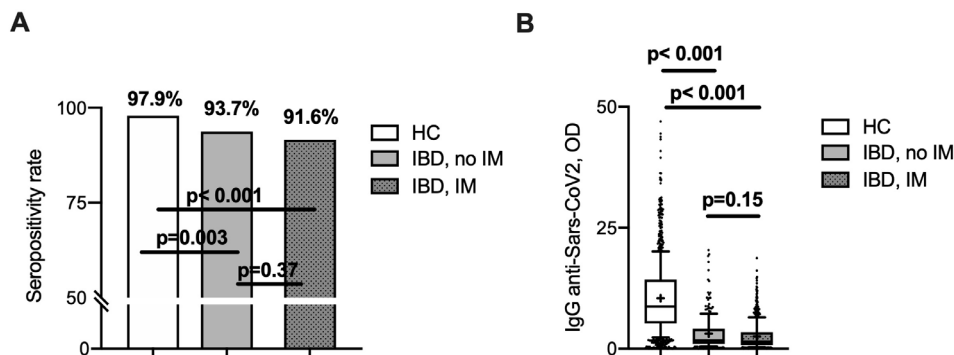 A
97.9%
93.7%
91.6%
100
75
50
0
Seropositivity rate
p< 0.001
p=0.003
p=0.37
HC
IBD, no IM
IBD, IM
B
p< 0.001
p< 0.001
p=0.15
50
25
0
IgG anti-Sars-CoV2, OD
HC
IBD, no IM
IBD, IM